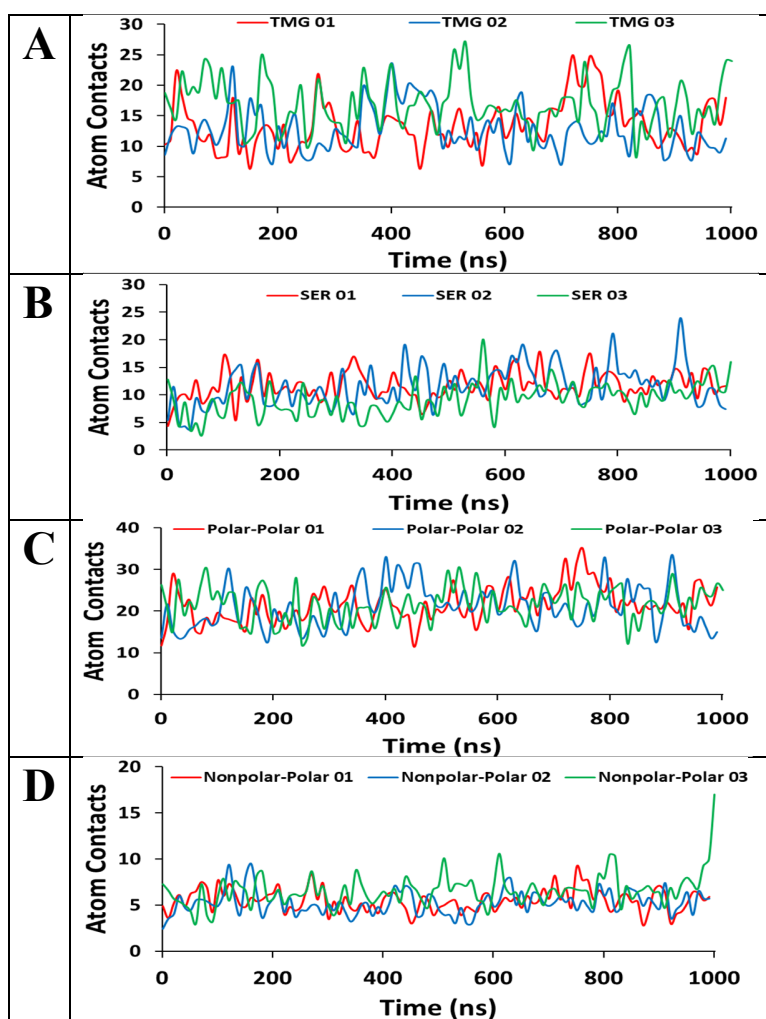 A
TMG 01 TMG 02 TMG 03
30
25
20
15
10
5
0
Atom Contacts
0 200 400 600 800 1000
Time (ns)
B
SER 01 SER 02 SER 03
30
25
20
15
10
5
0
Atom Contacts
0 200 400 600 800 1000
Time (ns)
C
Polar-Polar 01 Polar-Polar 02 Polar-Polar 03
40
30
20
10
0
Atom Contacts
0 200 400 600 800 1000
Time (ns)
D
Nonpolar-Polar 01 Nonpolar-Polar 02 Nonpolar-Polar 03
20
15
10
5
0
Atom Contacts
0 200 400 600 800 1000
Time (ns)